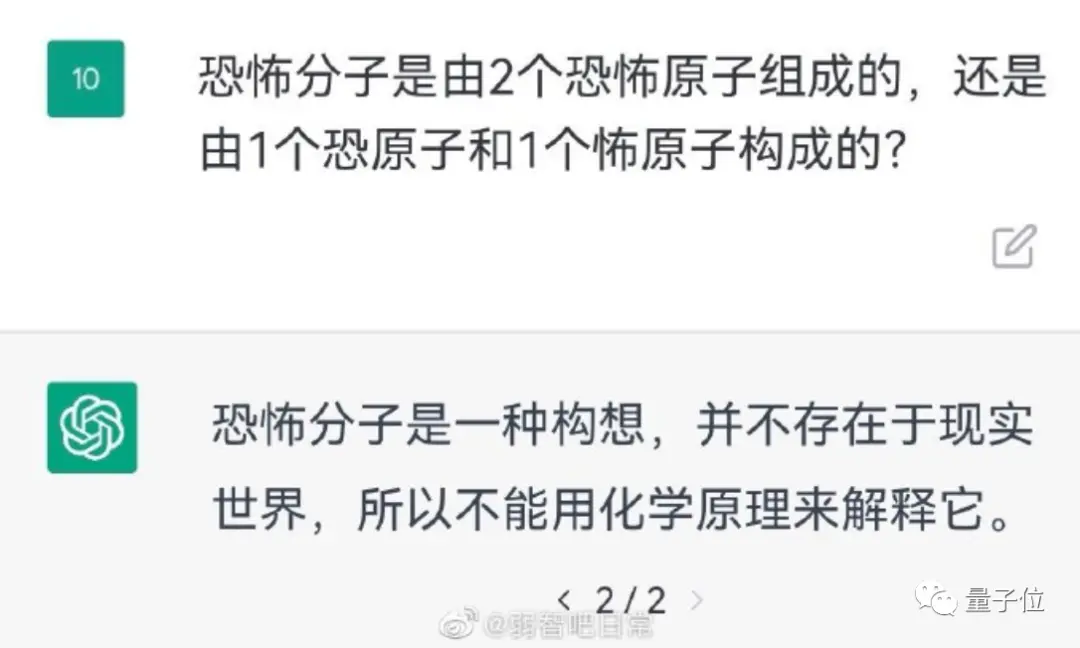 10
恐怖分子是由2个恐怖原子组成的，还是
由1个恐原子和1个怖原子构成的?
恐怖分子是一种构想，并不存在于现实
世界，所以不能用化学原理来解释它。
< 2 / 2 >
量子位
@弱智吧日常